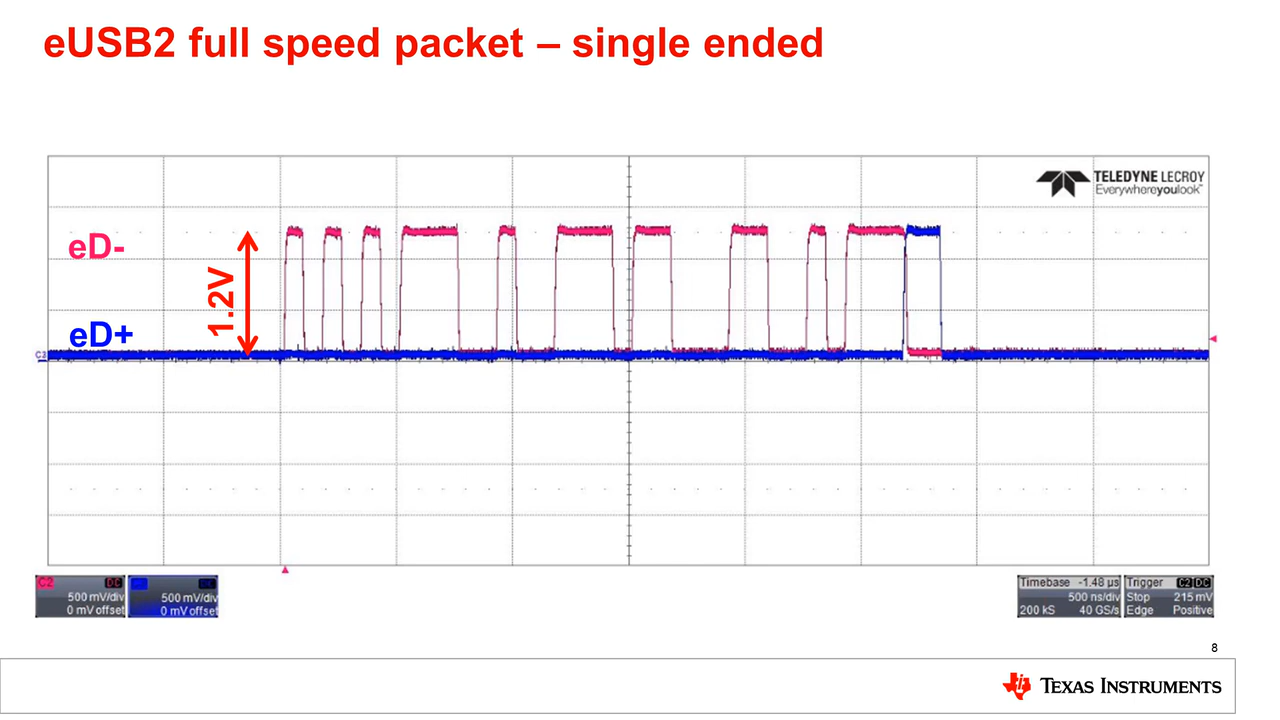 eUSB2 full speed packet – single ended
TELEDYNE LECROY
Everywhereyoulook™
eD-
1.2V
eD+
C2 DC
500 mV/div
0 mV offset
500 mV/div
0 mV offset
Timebase -1.48 µs
500 ns/div
200 kS 40 GS/s
Trigger C2 DC
Stop 215 mV
Edge Positive
8
TEXAS INSTRUMENTS